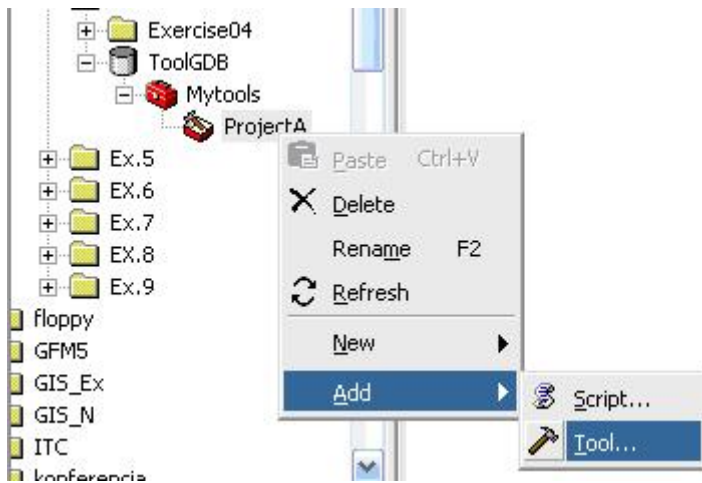 Exercise04
ToolGDB
Mytools
ProjectA
Ex.5
EX.6
Ex.7
EX.8
Ex.9
floppy
GFM5
GIS_Ex
GIS_N
ITC
konferencia
Paste Ctrl+V
Delete
Rename F2
Refresh
New
Add
Script...
Tool...